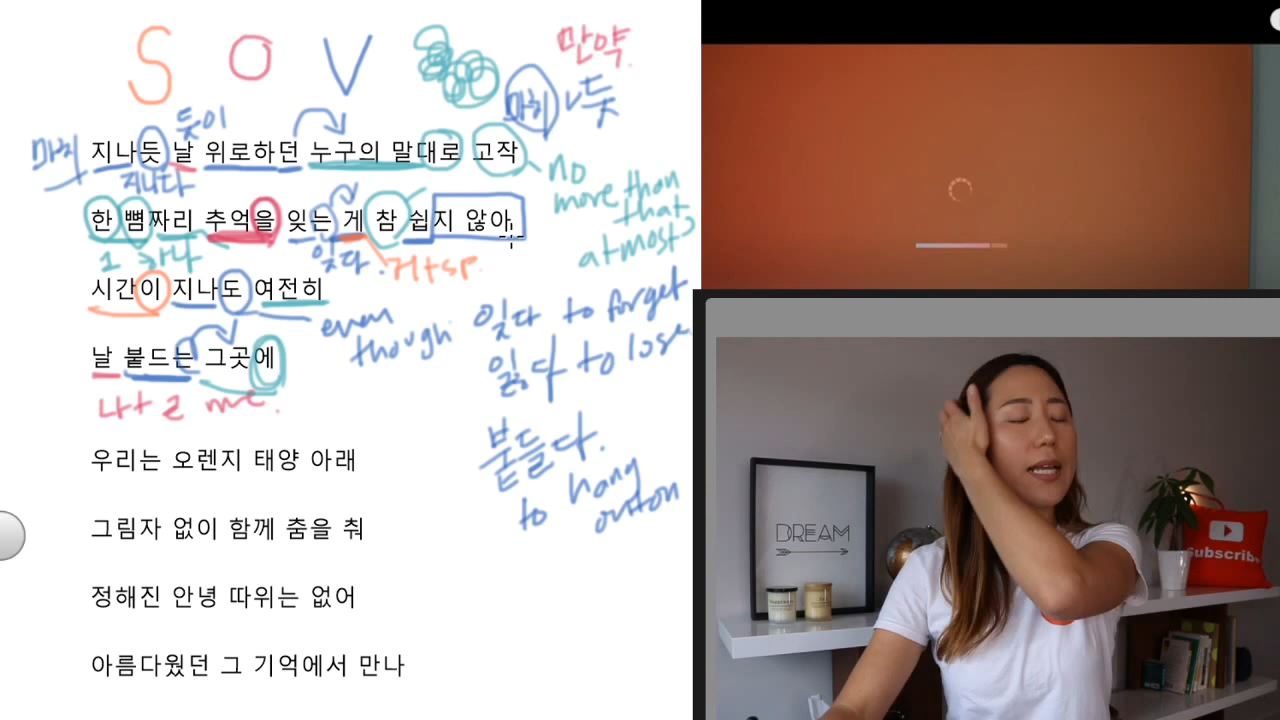 S O V
만약.
마치 ㄴ듯
듯이
마치 지나듯 날 위로하던 누구의 말대로 고작
지나다
no more than that
at most?
한 뼘짜리 추억을 잊는 게 참 쉽지 않아
1 하나
잊다. 거+sp.
시간이 지나도 여전히
even though
잊다 to forget
잃다 to lose
날 붙드는 그곳에
나+ㄹ me.
붙들다.
to hang
on
우리는 오렌지 태양 아래
그림자 없이 함께 춤을 춰
정해진 안녕 따위는 없어
아름다웠던 그 기억에서 만나
DREAM
Subscribe